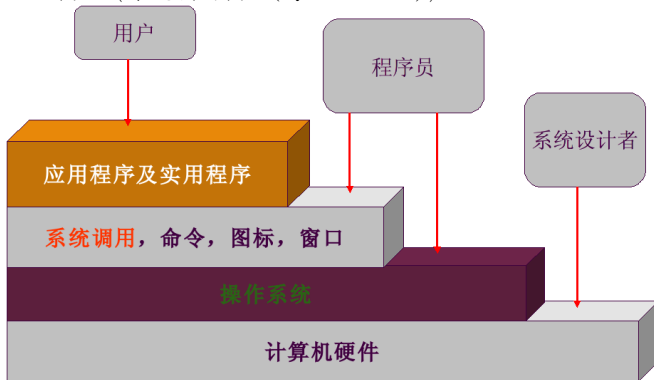 用户
程序员
系统设计者
应用程序及实用程序
系统调用，命令，图标，窗口
操作系统
计算机硬件